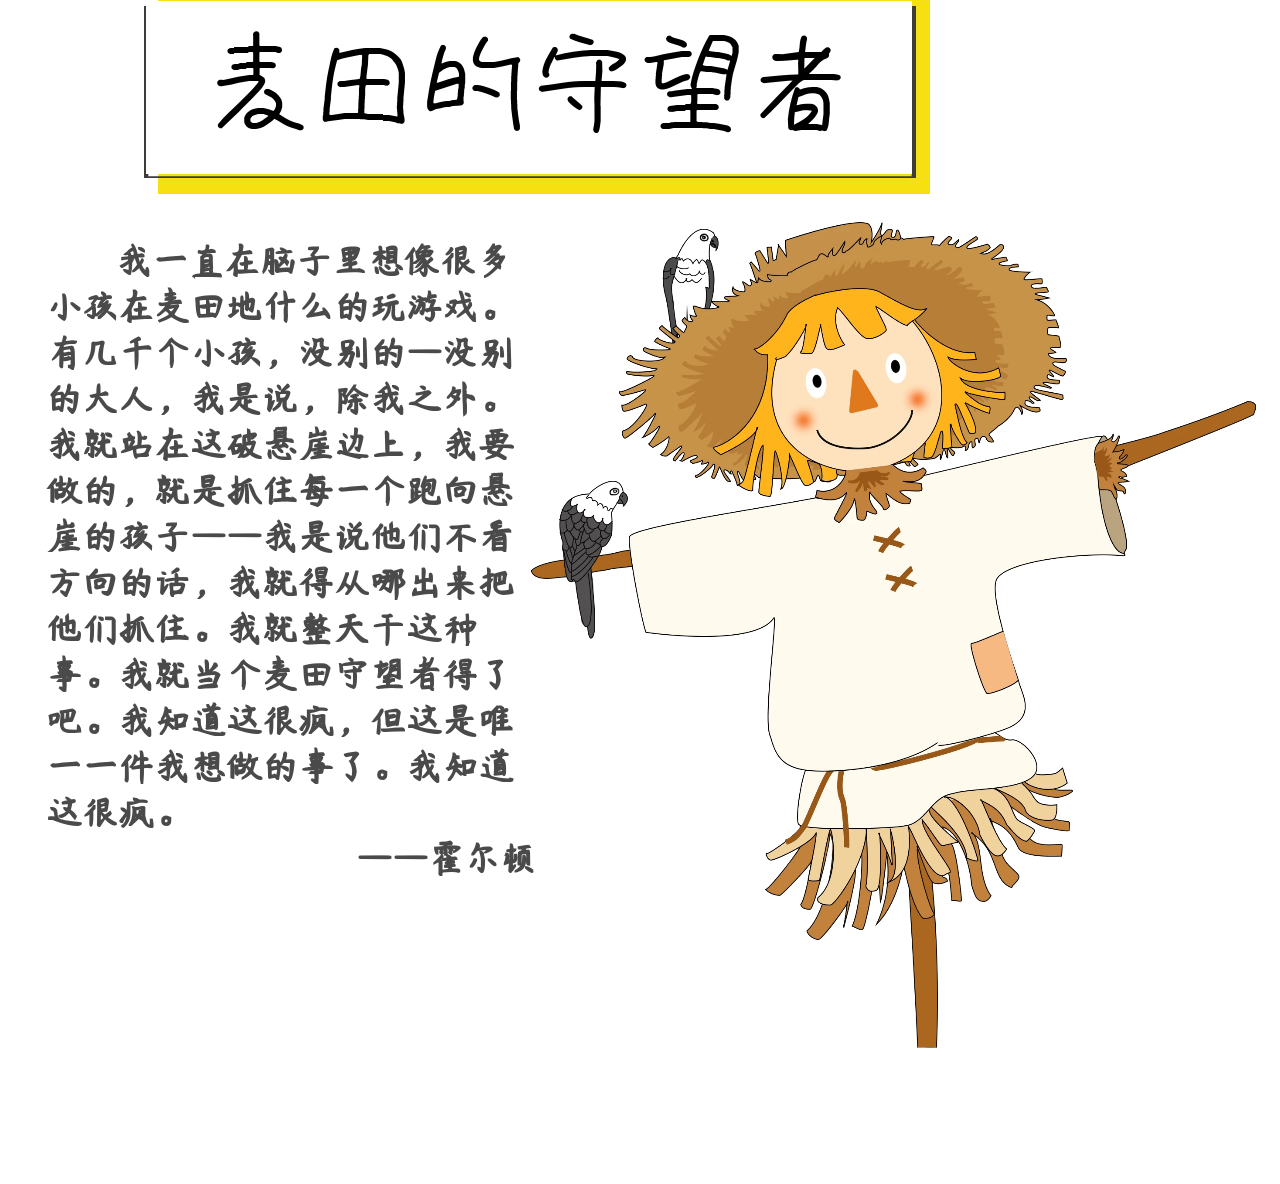 麦田的守望者
我一直在脑子里想像很多
小孩在麦田地什么的玩游戏。
有几千个小孩，没别的—没别
的大人，我是说，除我之外。
我就站在这破悬崖边上，我要
做的，就是抓住每一个跑向悬
崖的孩子——我是说他们不看
方向的话，我就得从哪出来把
他们抓住。我就整天干这种
事。我就当个麦田守望者得了
吧。我知道这很疯，但这是唯
一一件我想做的事了。我知道
这很疯。
——霍尔顿